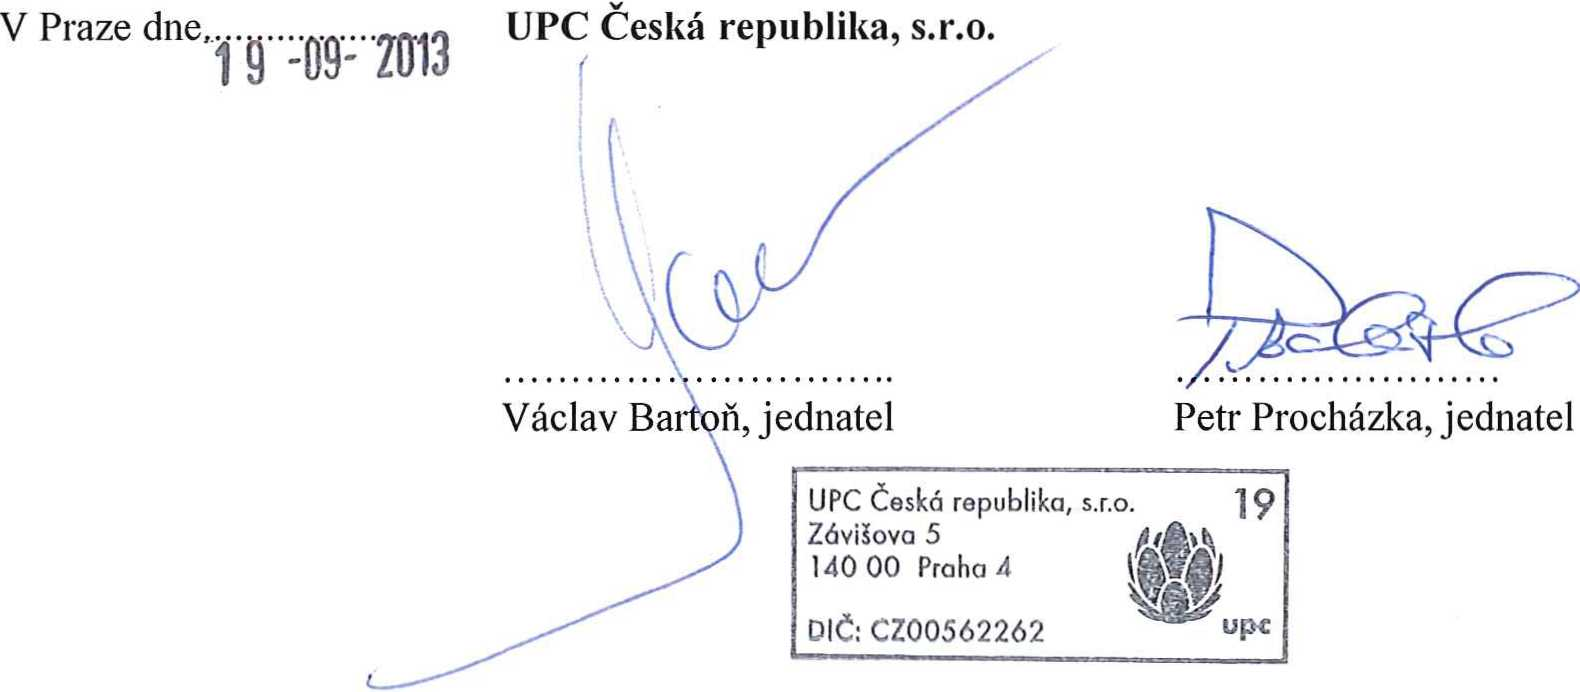 V Praze dne....................
19 -09- 2013
UPC Česká republika, s.r.o.
Václav Bartoň, jednatel
Petr Procházka, jednatel
UPC Česká republika, s.r.o.
19
Závišova 5
140 00 Praha 4
DIČ: CZ00562262
upc